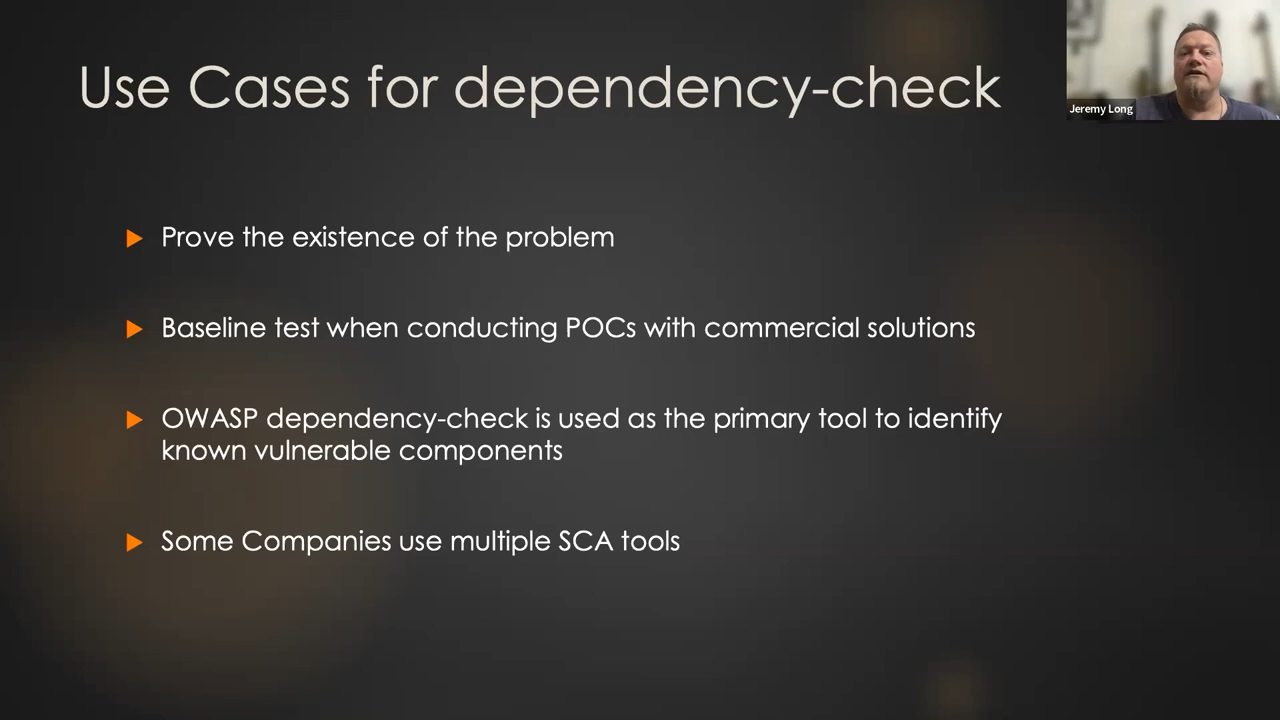 Use Cases for dependency-check
Jeremy Long
Prove the existence of the problem
Baseline test when conducting POCs with commercial solutions
OWASP dependency-check is used as the primary tool to identify
known vulnerable components
Some Companies use multiple SCA tools